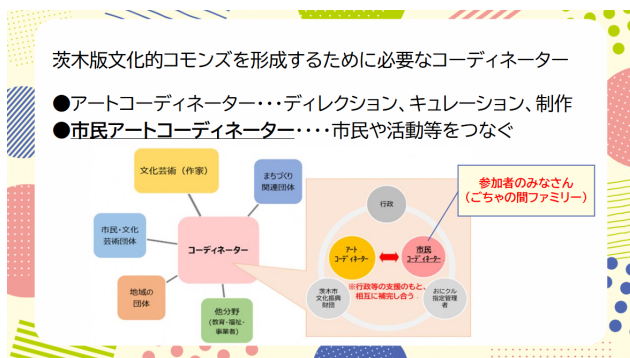 茨木版文化的コモンズを形成するために必要なコーディネーター
●アートコーディネーター・・・ディレクション、キュレーション、制作
●市民アートコーディネーター・・・・市民や活動等をつなぐ
文化芸術（作家）
まちづくり
関連団体
市民・文化
芸術団体
コーディネーター
地域の
団体
他分野
（教育・福祉・
事業者）
参加者のみなさん
（ごちゃの間ファミリー）
行政
アート
コーディネーター
市民
コーディネーター
茨木市
文化振興
財団
※行政等の支援のもと、
相互に補完し合う
おにクル
指定管理
者